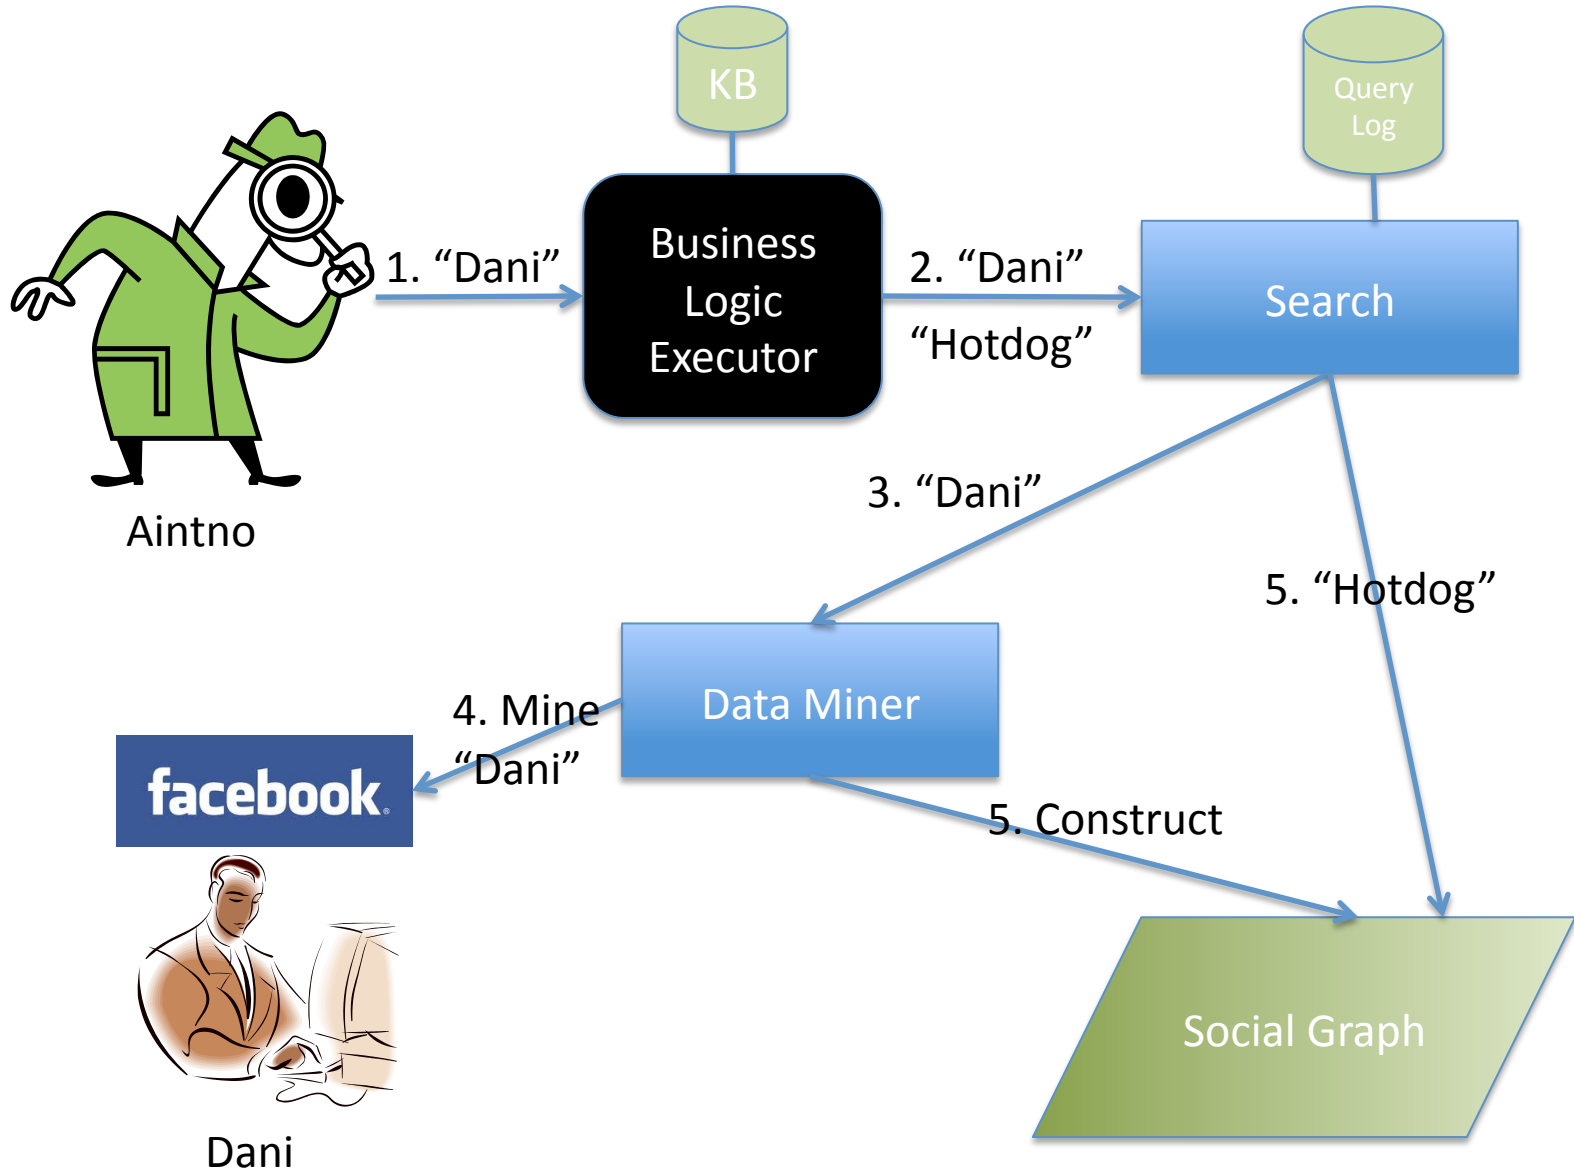 KB
Query
Log
1. “Dani”
Business
Logic
Executor
2. “Dani”
“Hotdog”
Search
Aintno
3. “Dani”
5. “Hotdog”
4. Mine
“Dani”
Data Miner
facebook®
5. Construct
Social Graph
Dani